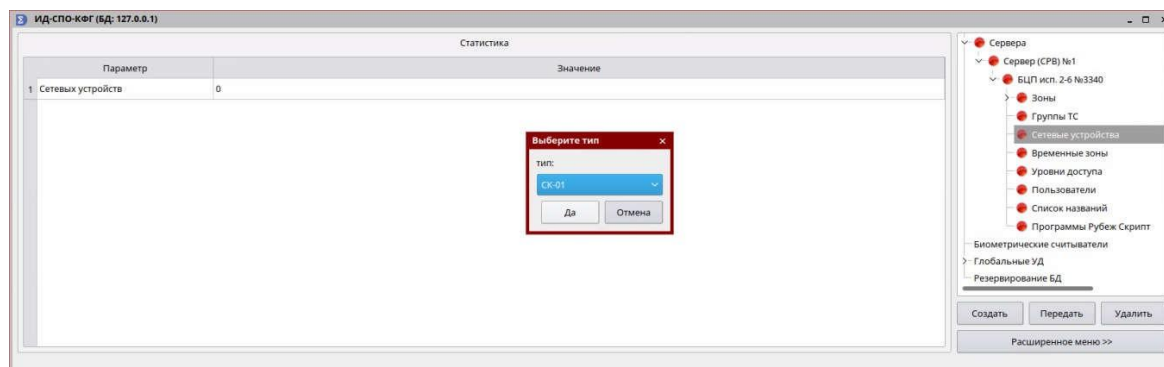 ИД-СПО-КФГ (БД: 127.0.0.1)
Статистика
Параметр Значение
1 Сетевых устройств 0
Выберите тип
тип:
СК-01
Да Отмена
Сервера
Сервер (СРВ) №1
БЦП исп. 2-6 №3340
Зоны
Группы ТС
Сетевые устройства
Временные зоны
Уровни доступа
Пользователи
Список названий
Программы Рубеж Скрипт
Биометрические считыватели
Глобальные УД
Резервирование БД
Создать Передать Удалить
Расширенное меню >>